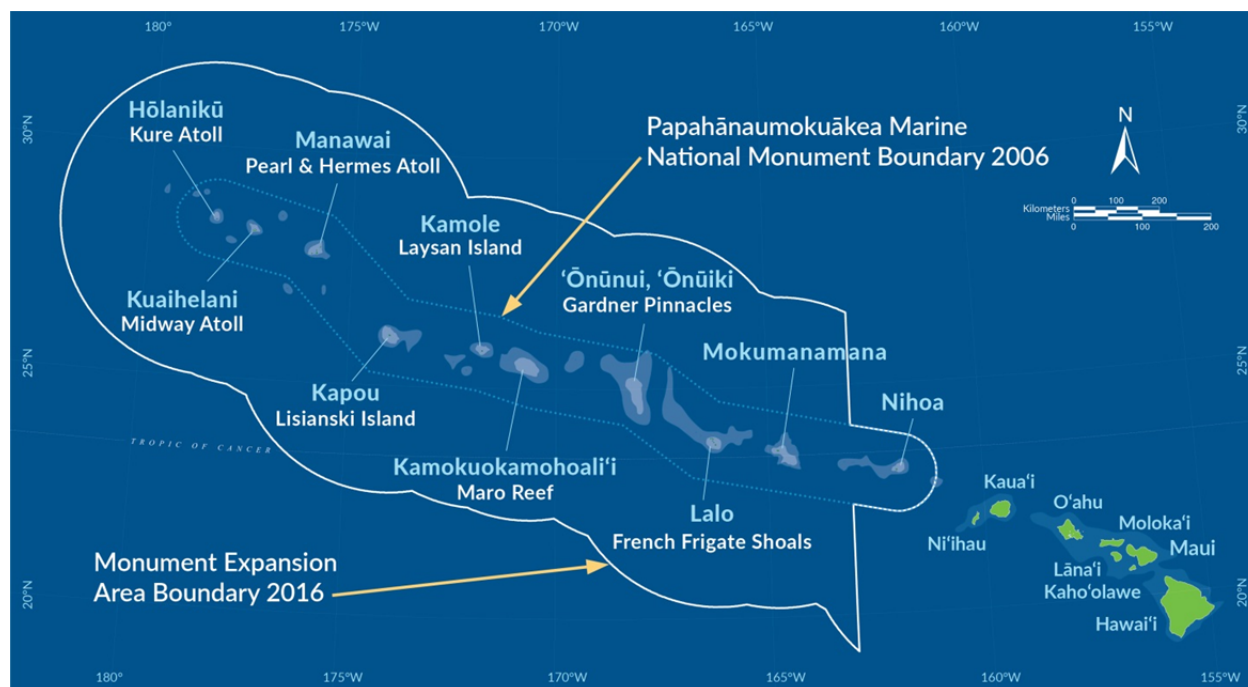 180°
175°W
170°W
165°W
160°W
155°W
30°N
30°N
Hōlanikū
Kure Atoll
Manawai
Pearl & Hermes Atoll
Papahānaumokuākea Marine
National Monument Boundary 2006
N
Kilometers
0 100 200
Miles
0 100 200
Kamole
Laysan Island
ʻŌnūnui, ʻŌnūiki
Gardner Pinnacles
Kuaihelani
Midway Atoll
Mokumanamana
25°N
25°N
Kapou
Lisianski Island
Nihoa
TROPIC OF CANCER
Kamokuokamohoaliʻi
Maro Reef
Lalo
French Frigate Shoals
Kauaʻi
Niʻihau
Oʻahu
Molokaʻi
Maui
Lānaʻi
Kahoʻolawe
Hawaiʻi
Monument Expansion
Area Boundary 2016
20°N
20°N
180°
175°W
170°W
165°W
160°W
155°W